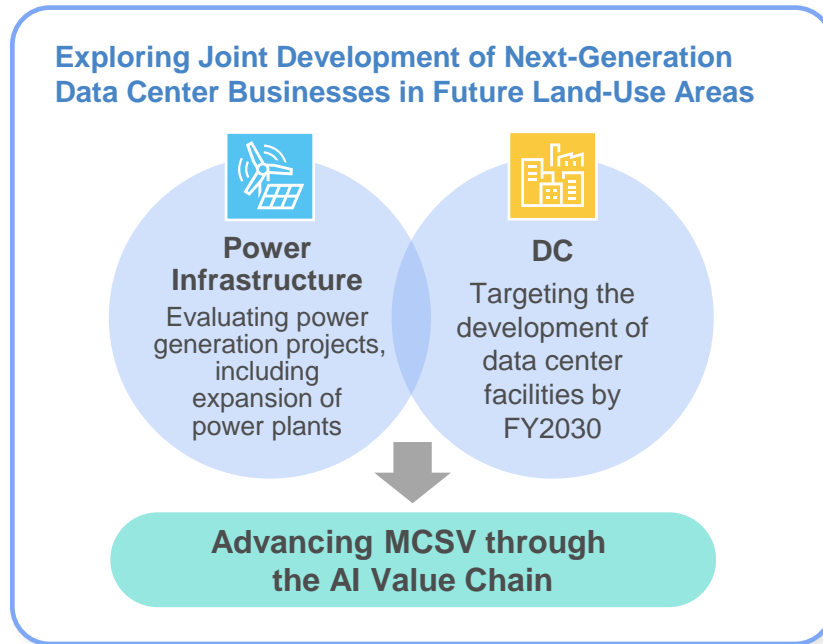 Exploring Joint Development of Next-Generation
Data Center Businesses in Future Land-Use Areas
Power
Infrastructure
Evaluating power
generation projects,
including
expansion of
power plants
DC
Targeting the
development of
data center
facilities by
FY2030
Advancing MCSV through
the AI Value Chain